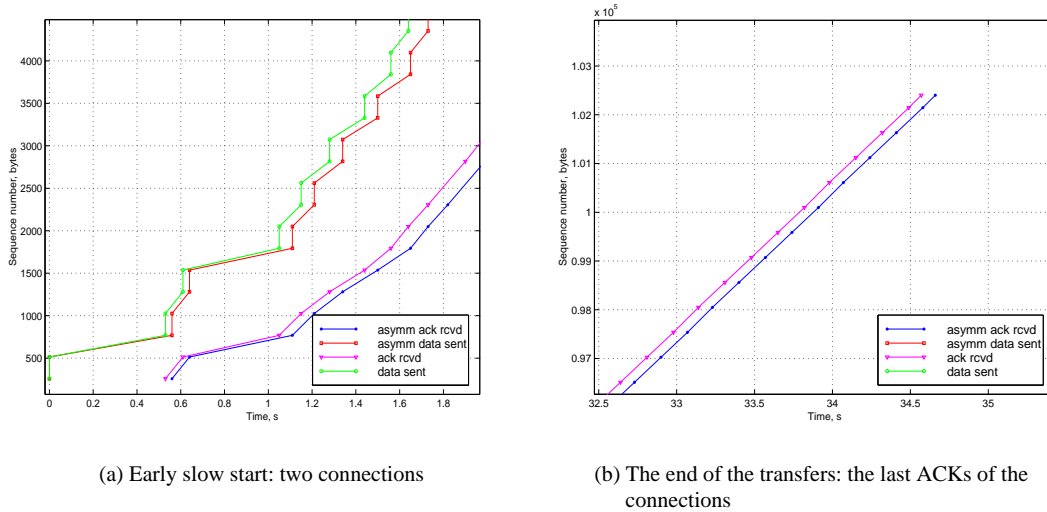 4000
3500
3000
2500
2000
1500
1000
500
Sequence number, bytes
0
0.2
0.4
0.6
0.8
1
1.2
1.4
1.6
1.8
Time, s
asymm ack rcvd
asymm data sent
ack rcvd
data sent
(a) Early slow start: two connections
x 10⁵
1.03
1.02
1.01
1
0.99
0.98
0.97
Sequence number, bytes
32.5
33
33.5
34
34.5
35
Time, s
asymm ack rcvd
asymm data sent
ack rcvd
data sent
(b) The end of the transfers: the last ACKs of the
connections